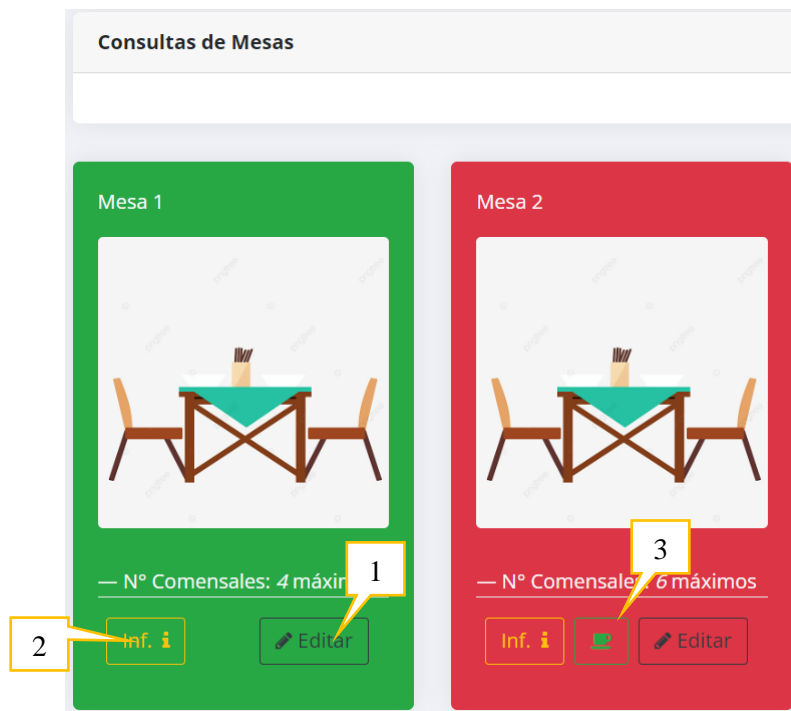 Consultas de Mesas
Mesa 1
Mesa 2
— N° Comensales: 4 máxim
1
— N° Comensales: 6 máximos
3
2
Inf. i
Editar
Inf. i
Editar